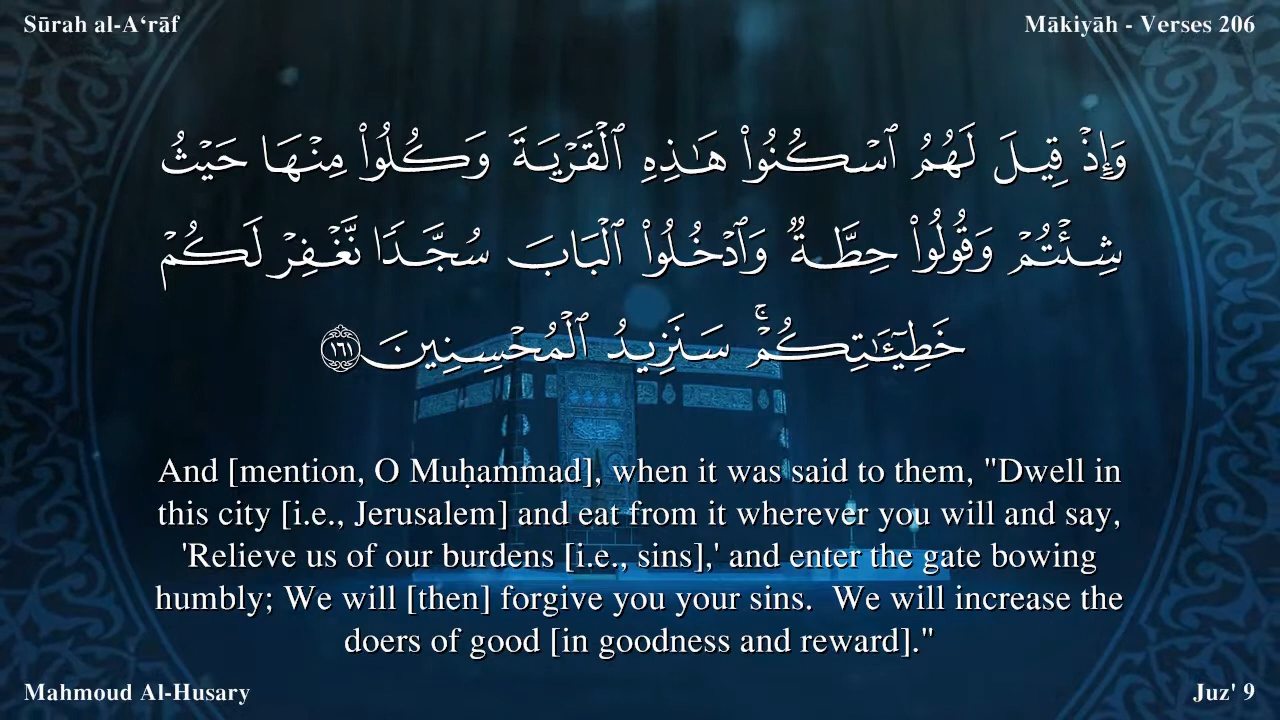 Sūrah al-A‘rāf
Mākiyāh - Verses 206
وَإِذْ قِيلَ لَهُمُ ٱسْكُنُوا۟ هَـٰذِهِ ٱلْقَرْيَةَ وَكُلُوا۟ مِنْهَا حَيْثُ
شِئْتُمْ وَقُولُوا۟ حِطَّةٌ وَٱدْخُلُوا۟ ٱلْبَابَ سُجَّدًا نَّغْفِرْ لَكُمْ
خَطِيٓـَٔـٰتِكُمْ ۚ سَنَزِيدُ ٱلْمُحْسِنِينَ ١٦١
And [mention, O Muḥammad], when it was said to them, "Dwell in
this city [i.e., Jerusalem] and eat from it wherever you will and say,
'Relieve us of our burdens [i.e., sins],' and enter the gate bowing
humbly; We will [then] forgive you your sins.  We will increase the
doers of good [in goodness and reward]."
Mahmoud Al-Husary
Juz' 9